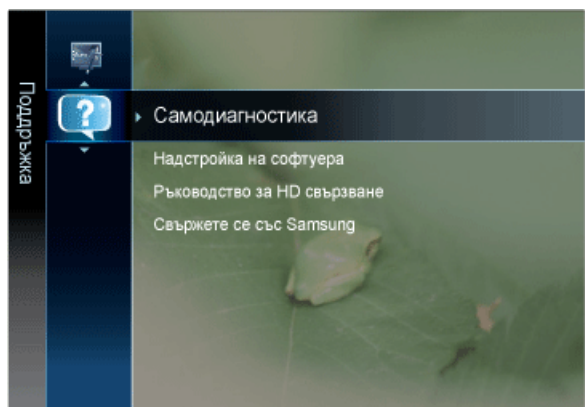 Поддръжка
Самодиагностика
Надстройка на софтуера
Ръководство за HD свързване
Свържете се със Samsung